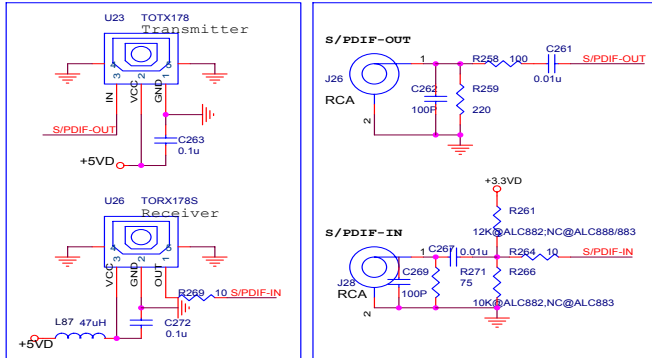 U23 TOTX178
Transmitter
4 5
3 2 1
IN VCC GND
S/PDIF-OUT
C263
0.1u
+5VD
U26 TORX178S
Receiver
4 5
3 2 1
VCC GND OUT
R269 10 S/PDIF-IN
L87 47uH
C272
0.1u
+5VD
S/PDIF-OUT
1
R258 100
C261
0.01u
S/PDIF-OUT
J26
RCA
C262
100P
R259
220
2
+3.3VD
R261
12K@ALC882;NC@ALC888/883
S/PDIF-IN
1
C267 0.01u
R264 10 S/PDIF-IN
J28
RCA
C269
100P
R271
75
R266
10K@ALC882,NC@ALC883
2